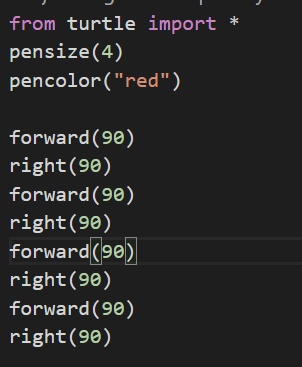 from turtle import *
pensize(4)
pencolor("red")
forward(90)
right(90)
forward(90)
right(90)
forward(90)
right(90)
forward(90)
right(90)